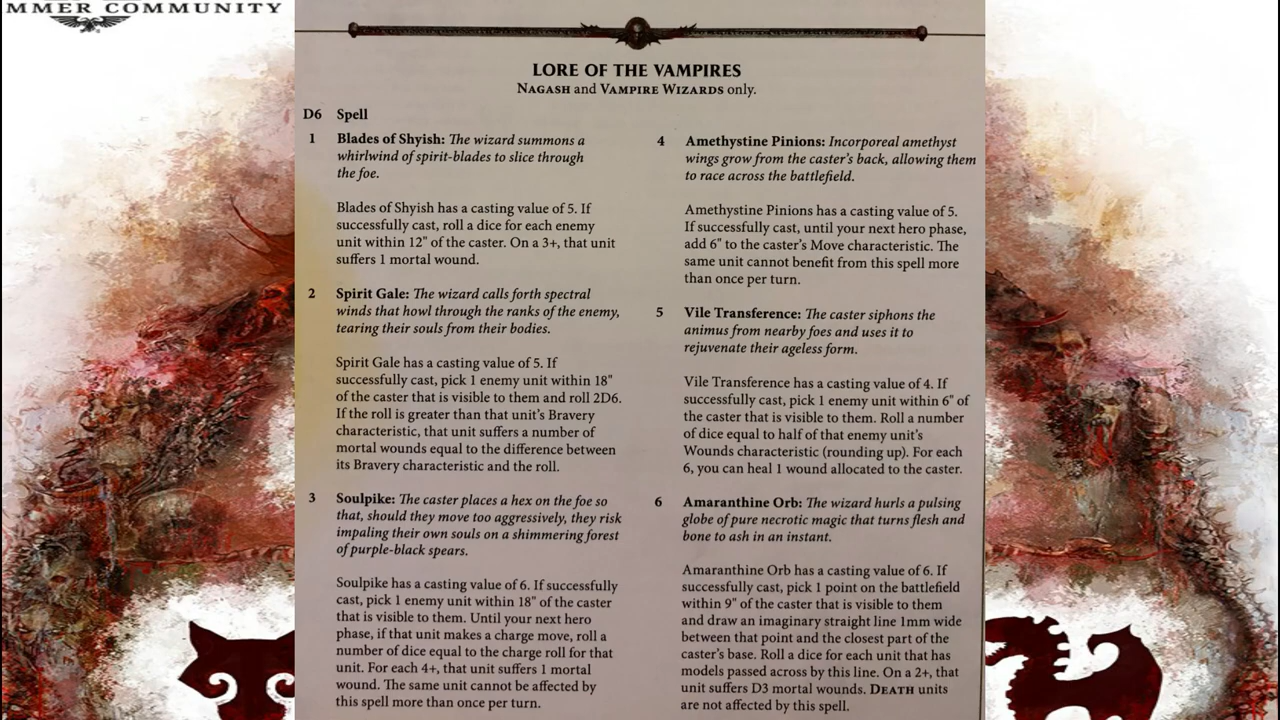 MMER COMMUNITY
LORE OF THE VAMPIRES
NAGASH and VAMPIRE WIZARDS only.
D6 Spell
1 Blades of Shyish: The wizard summons a
whirlwind of spirit-blades to slice through
the foe.
Blades of Shyish has a casting value of 5. If
successfully cast, roll a dice for each enemy
unit within 12" of the caster. On a 3+, that unit
suffers 1 mortal wound.
2 Spirit Gale: The wizard calls forth spectral
winds that howl through the ranks of the enemy,
tearing their souls from their bodies.
Spirit Gale has a casting value of 5. If
successfully cast, pick 1 enemy unit within 18"
of the caster that is visible to them and roll 2D6.
If the roll is greater than that unit's Bravery
characteristic, that unit suffers a number of
mortal wounds equal to the difference between
its Bravery characteristic and the roll.
3 Soulpike: The caster places a hex on the foe so
that, should they move too aggressively, they risk
impaling their own souls on a shimmering forest
of purple-black spears.
Soulpike has a casting value of 6. If successfully
cast, pick 1 enemy unit within 18" of the caster
that is visible to them. Until your next hero
phase, if that unit makes a charge move, roll a
number of dice equal to the charge roll for that
unit. For each 4+, that unit suffers 1 mortal
wound. The same unit cannot be affected by
this spell more than once per turn.
4 Amethystine Pinions: Incorporeal amethyst
wings grow from the caster's back, allowing them
to race across the battlefield.
Amethystine Pinions has a casting value of 5.
If successfully cast, until your next hero phase,
add 6" to the caster's Move characteristic. The
same unit cannot benefit from this spell more
than once per turn.
5 Vile Transference: The caster siphons the
animus from nearby foes and uses it to
rejuvenate their ageless form.
Vile Transference has a casting value of 4. If
successfully cast, pick 1 enemy unit within 6" of
the caster that is visible to them. Roll a number
of dice equal to half of that enemy unit's
Wounds characteristic (rounding up). For each
6, you can heal 1 wound allocated to the caster.
6 Amaranthine Orb: The wizard hurls a pulsing
globe of pure necrotic magic that turns flesh and
bone to ash in an instant.
Amaranthine Orb has a casting value of 6. If
successfully cast, pick 1 point on the battlefield
within 9" of the caster that is visible to them
and draw an imaginary straight line 1mm wide
between that point and the closest part of the
caster's base. Roll a dice for each unit that has
models passed across by this line. On a 2+, that
unit suffers D3 mortal wounds. DEATH units
are not affected by this spell.